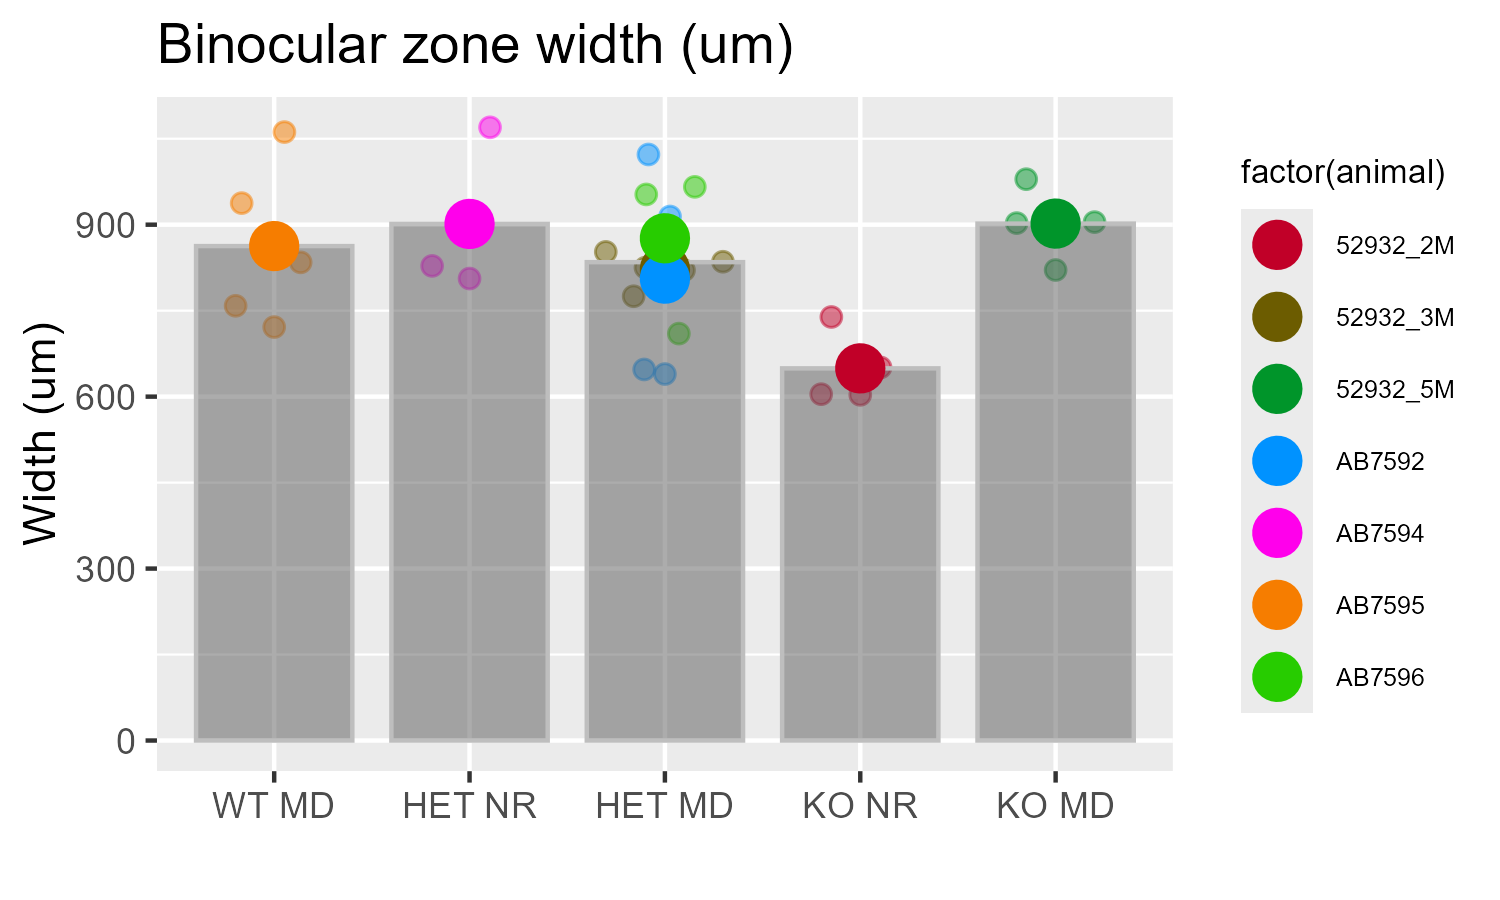 Binocular zone width (um)
Width (um)
900
600
300
0
WT MD
HET NR
HET MD
KO NR
KO MD
factor(animal)
52932_2M
52932_3M
52932_5M
AB7592
AB7594
AB7595
AB7596